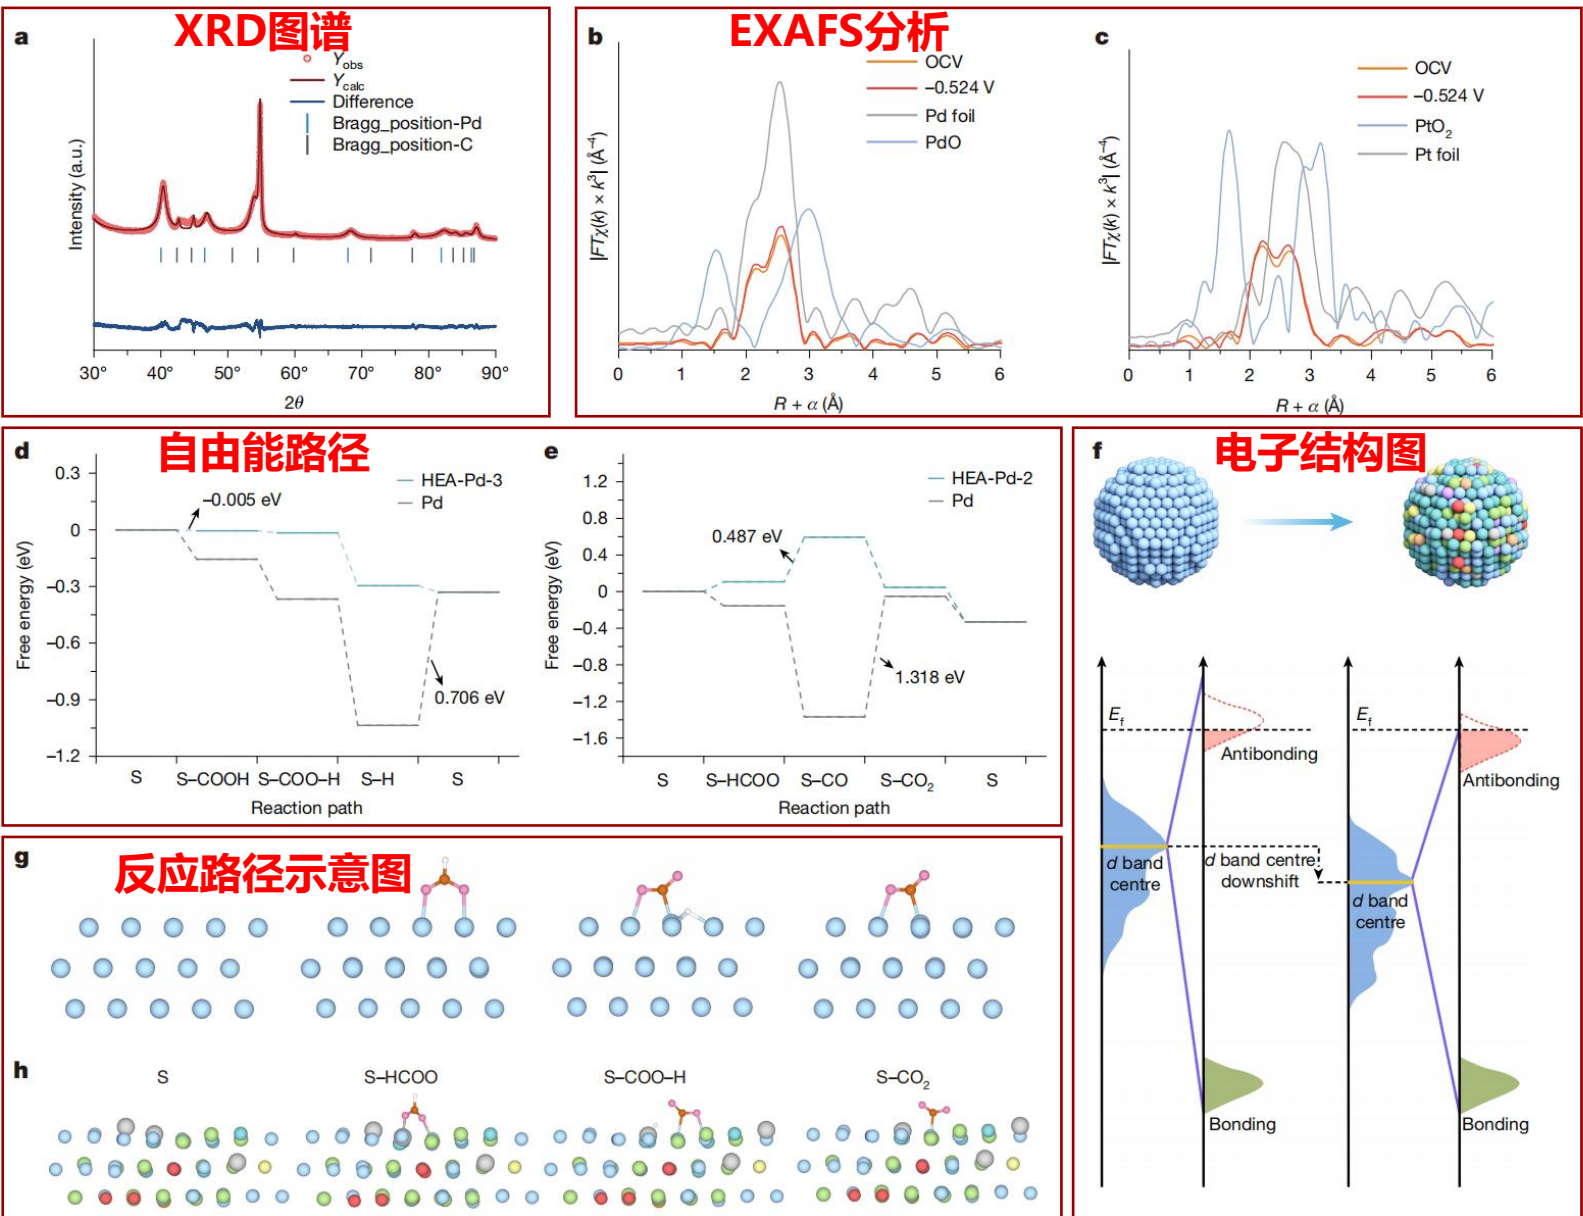 a
XRD图谱
Yobs
Ycalc
Difference
Bragg_position-Pd
Bragg_position-C
Intensity (a.u.)
30° 40° 50° 60° 70° 80° 90°
2θ
b
EXAFS分析
OCV
–0.524 V
Pd foil
PdO
|FTχ(k) × k³| (Å⁻⁴)
0 1 2 3 4 5 6
R + α (Å)
c
OCV
–0.524 V
PtO₂
Pt foil
|FTχ(k) × k³| (Å⁻⁴)
0 1 2 3 4 5 6
R + α (Å)
d
自由能路径
HEA-Pd-3
Pd
–0.005 eV
0.706 eV
Free energy (eV)
0.3
0
–0.3
–0.6
–0.9
–1.2
S S–COOH S–COO–H S–H S
Reaction path
e
HEA-Pd-2
Pd
0.487 eV
1.318 eV
Free energy (eV)
1.2
0.8
0.4
0
–0.4
–0.8
–1.2
–1.6
S S–HCOO S–CO S–CO₂ S
Reaction path
f
电子结构图
Ef
Antibonding
d band
centre
d band centre
downshift
Bonding
Ef
Antibonding
d band
centre
Bonding
g
反应路径示意图
h
S S–HCOO S–COO–H S–CO₂